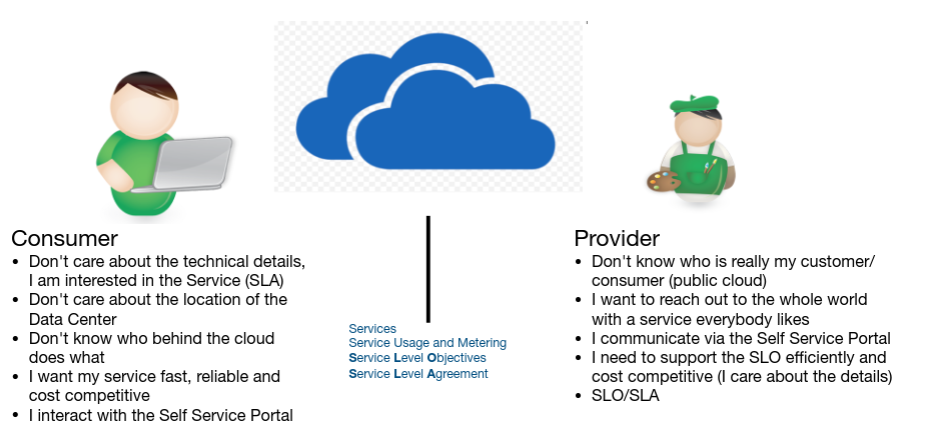 Consumer
• Don't care about the technical details,
I am interested in the Service (SLA)
• Don't care about the location of the
Data Center
• Don't know who behind the cloud
does what
• I want my service fast, reliable and
cost competitive
• I interact with the Self Service Portal
Services
Service Usage and Metering
Service Level Objectives
Service Level Agreement
Provider
• Don't know who is really my customer/
consumer (public cloud)
• I want to reach out to the whole world
with a service everybody likes
• I communicate via the Self Service Portal
• I need to support the SLO efficiently and
cost competitive (I care about the details)
• SLO/SLA